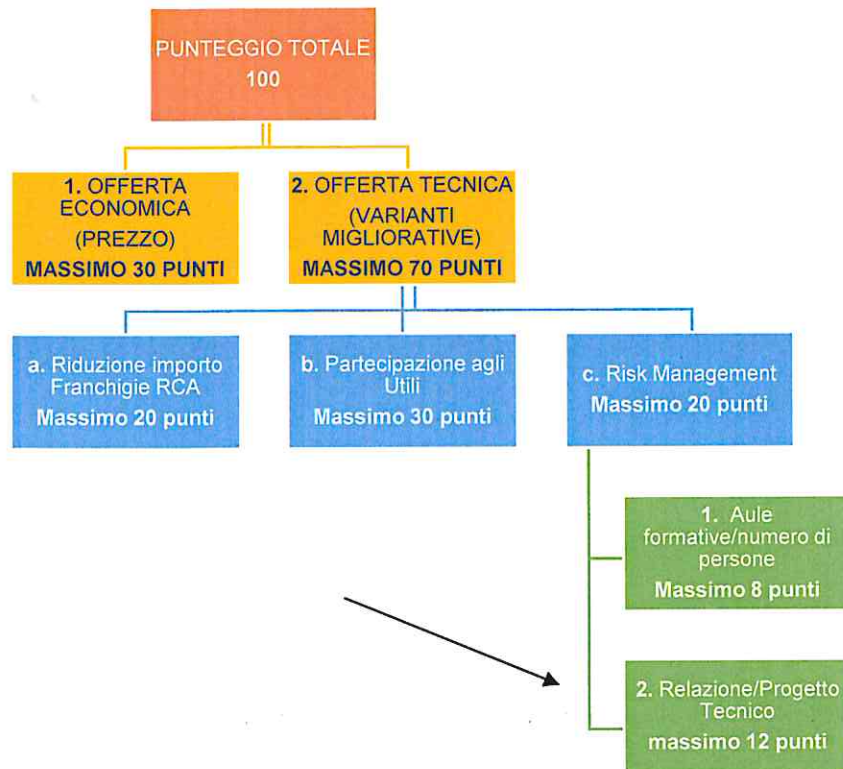 PUNTEGGIO TOTALE
100
1. OFFERTA
ECONOMICA
(PREZZO)
MASSIMO 30 PUNTI
2. OFFERTA TECNICA
(VARIANTI
MIGLIORATIVE)
MASSIMO 70 PUNTI
a. Riduzione importo
Franchigie RCA
Massimo 20 punti
b. Partecipazione agli
Utili
Massimo 30 punti
c. Risk Management
Massimo 20 punti
1. Aule
formative/numero di
persone
Massimo 8 punti
2. Relazione/Progetto
Tecnico
massimo 12 punti